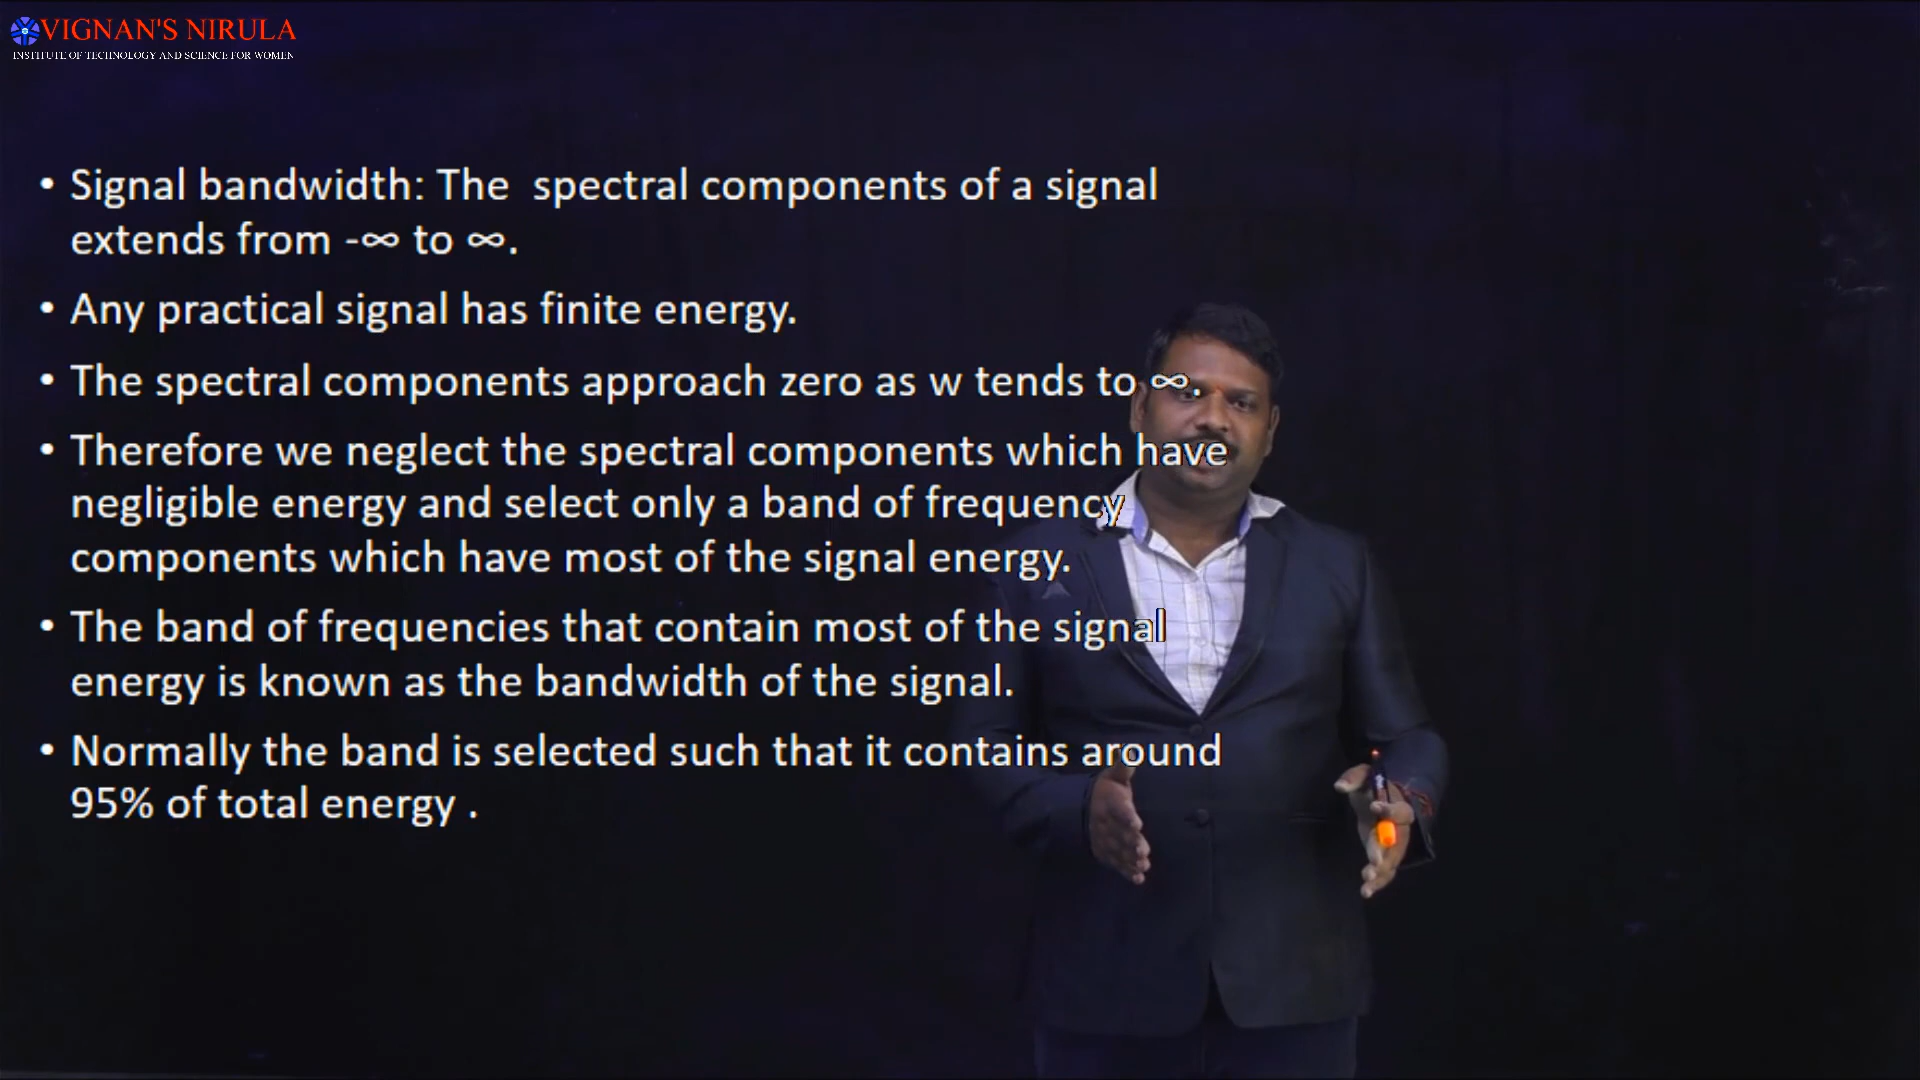 VIGNAN'S NIRULA
INSTITUTE OF TECHNOLOGY AND SCIENCE FOR WOMEN
• Signal bandwidth: The spectral components of a signal
extends from -∞ to ∞.
• Any practical signal has finite energy.
• The spectral components approach zero as w tends to ∞.
• Therefore we neglect the spectral components which have
negligible energy and select only a band of frequency
components which have most of the signal energy.
• The band of frequencies that contain most of the signal
energy is known as the bandwidth of the signal.
• Normally the band is selected such that it contains around
95% of total energy .